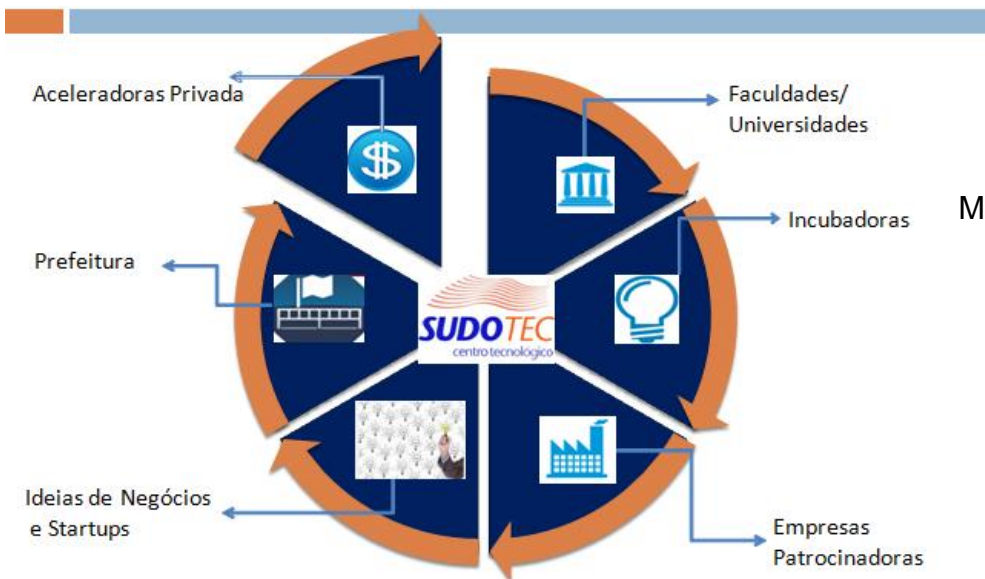 Aceleradoras Privada
Faculdades/
Universidades
M
Incubadoras
Prefeitura
SUDOTEC
centro tecnológico
Ideias de Negócios
e Startups
Empresas
Patrocinadoras